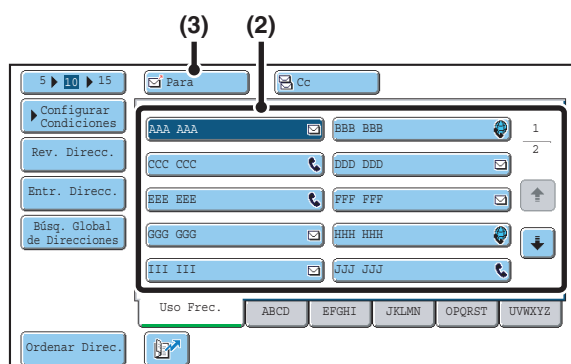 (3) (2)
5 10 15
Para
Cc
Configurar
Condiciones
Rev. Direcc.
Entr. Direcc.
Búsq. Global
de Direcciones
AAA AAA
BBB BBB
CCC CCC
DDD DDD
EEE EEE
FFF FFF
GGG GGG
HHH HHH
III III
JJJ JJJ
1
2
Uso Frec.
ABCD
EFGHI
JKLMN
OPQRST
UVWXYZ
Ordenar Direc.